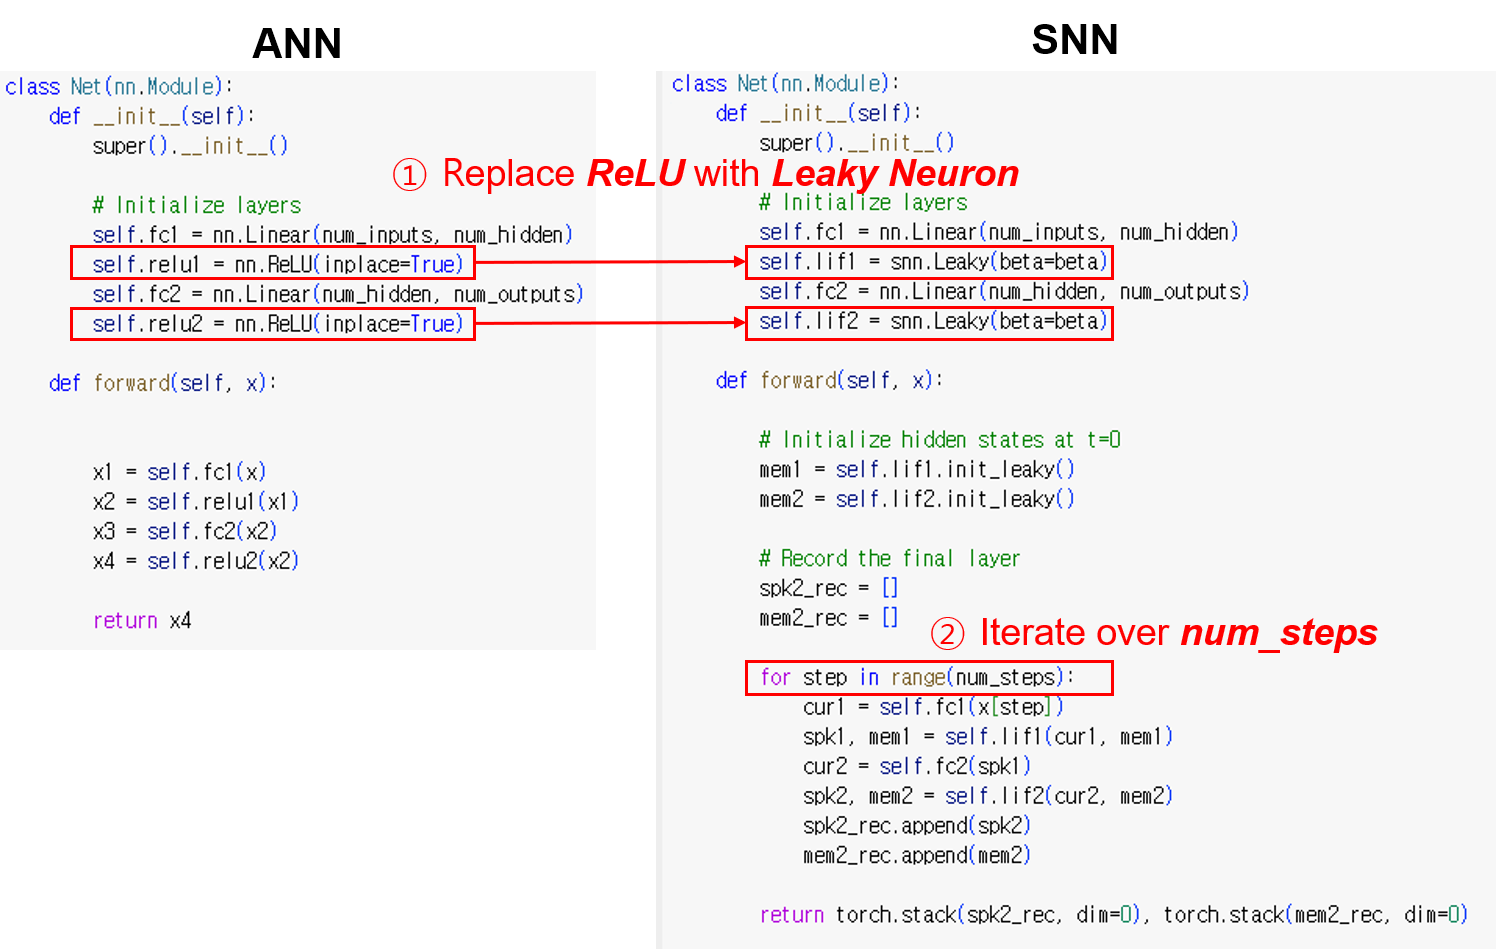 ANN
class Net(nn.Module):
    def __init__(self):
        super().__init__()
        # Initialize layers
        self.fc1 = nn.Linear(num_inputs, num_hidden)
        self.relu1 = nn.ReLU(inplace=True)
        self.fc2 = nn.Linear(num_hidden, num_outputs)
        self.relu2 = nn.ReLU(inplace=True)
    def forward(self, x):
        x1 = self.fc1(x)
        x2 = self.relu1(x1)
        x3 = self.fc2(x2)
        x4 = self.relu2(x2)
        return x4
① Replace ReLU with Leaky Neuron
SNN
class Net(nn.Module):
    def __init__(self):
        super().__init__()
        # Initialize layers
        self.fc1 = nn.Linear(num_inputs, num_hidden)
        self.lif1 = snn.Leaky(beta=beta)
        self.fc2 = nn.Linear(num_hidden, num_outputs)
        self.lif2 = snn.Leaky(beta=beta)
    def forward(self, x):
        # Initialize hidden states at t=0
        mem1 = self.lif1.init_leaky()
        mem2 = self.lif2.init_leaky()
        # Record the final layer
        spk2_rec = []
        mem2_rec = []
② Iterate over num_steps
        for step in range(num_steps):
            cur1 = self.fc1(x[step])
            spk1, mem1 = self.lif1(cur1, mem1)
            cur2 = self.fc2(spk1)
            spk2, mem2 = self.lif2(cur2, mem2)
            spk2_rec.append(spk2)
            mem2_rec.append(mem2)
        return torch.stack(spk2_rec, dim=0), torch.stack(mem2_rec, dim=0)